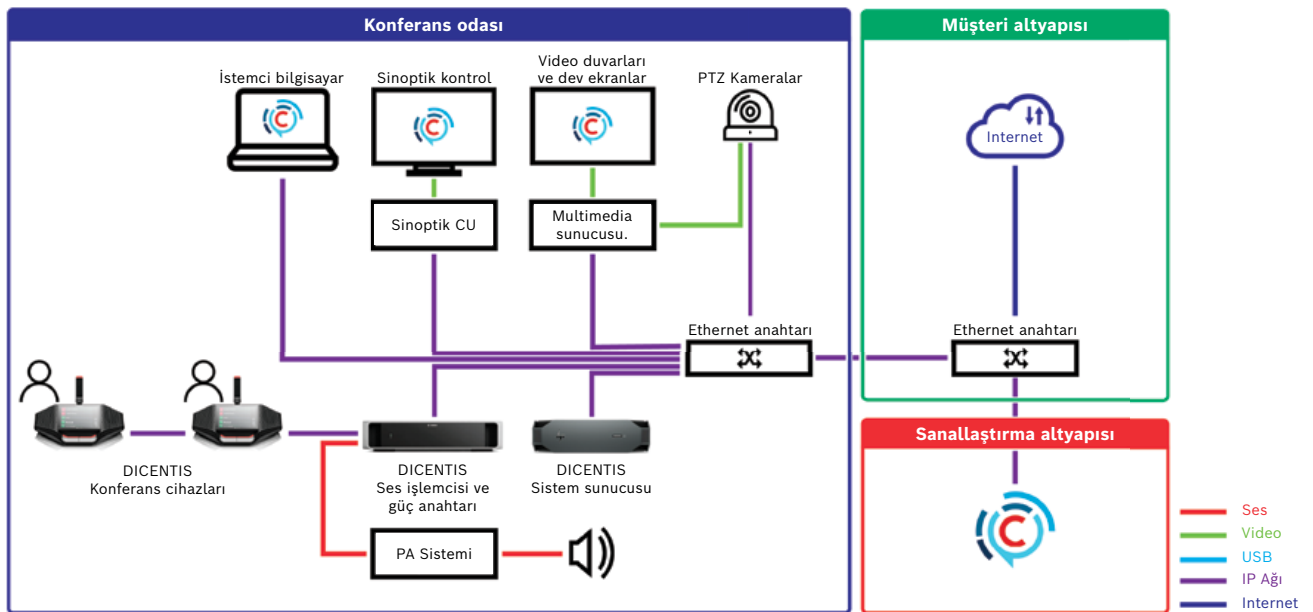 Konferans odası
Müşteri altyapısı
İstemci bilgisayar
Sinoptik kontrol
Video duvarları
ve dev ekranlar
PTZ Kameralar
C
C
C
Internet
Sinoptik CU
Multimedia
sunucusu.
Ethernet anahtarı
Ethernet anahtarı
DICENTIS
Konferans cihazları
DICENTIS
Ses işlemcisi ve
güç anahtarı
DICENTIS
Sistem sunucusu
PA Sistemi
Sanallaştırma altyapısı
C
Ses
Video
USB
IP Ağı
Internet